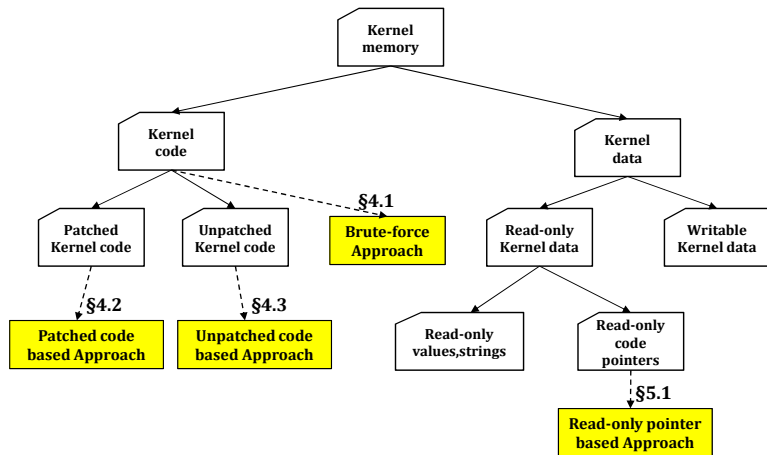 Kernel
memory
Kernel
code
Kernel
data
§4.1
Patched
Kernel code
Unpatched
Kernel code
Brute-force
Approach
Read-only
Kernel data
Writable
Kernel data
§4.2
§4.3
Patched code
based Approach
Unpatched code
based Approach
Read-only
values,strings
Read-only
code
pointers
§5.1
Read-only pointer
based Approach